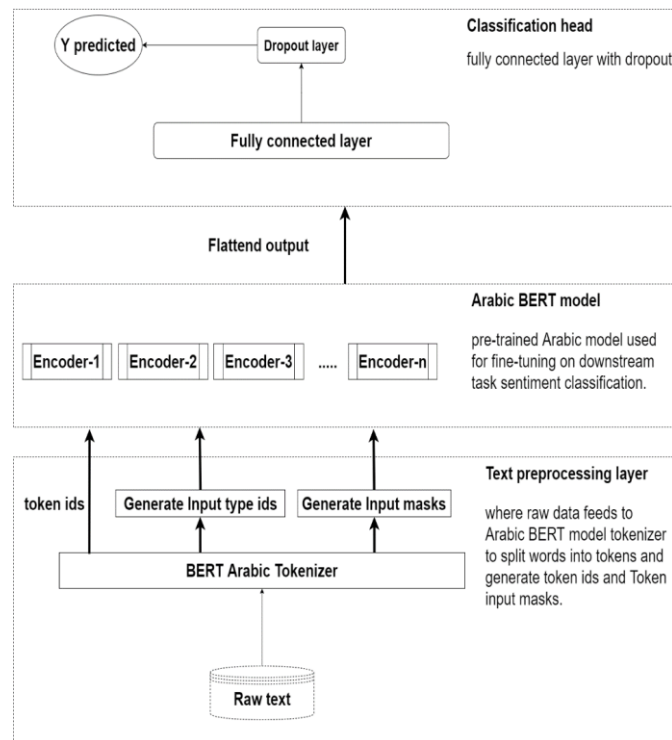 Classification head
fully connected layer with dropout
Y predicted
Dropout layer
Fully connected layer
Flattend output
Arabic BERT model
pre-trained Arabic model used
for fine-tuning on downstream
task sentiment classification.
Encoder-1
Encoder-2
Encoder-3
.....
Encoder-n
Text preprocessing layer
where raw data feeds to
Arabic BERT model tokenizer
to split words into tokens and
generate token ids and Token
input masks.
token ids
Generate Input type ids
Generate Input masks
BERT Arabic Tokenizer
Raw text